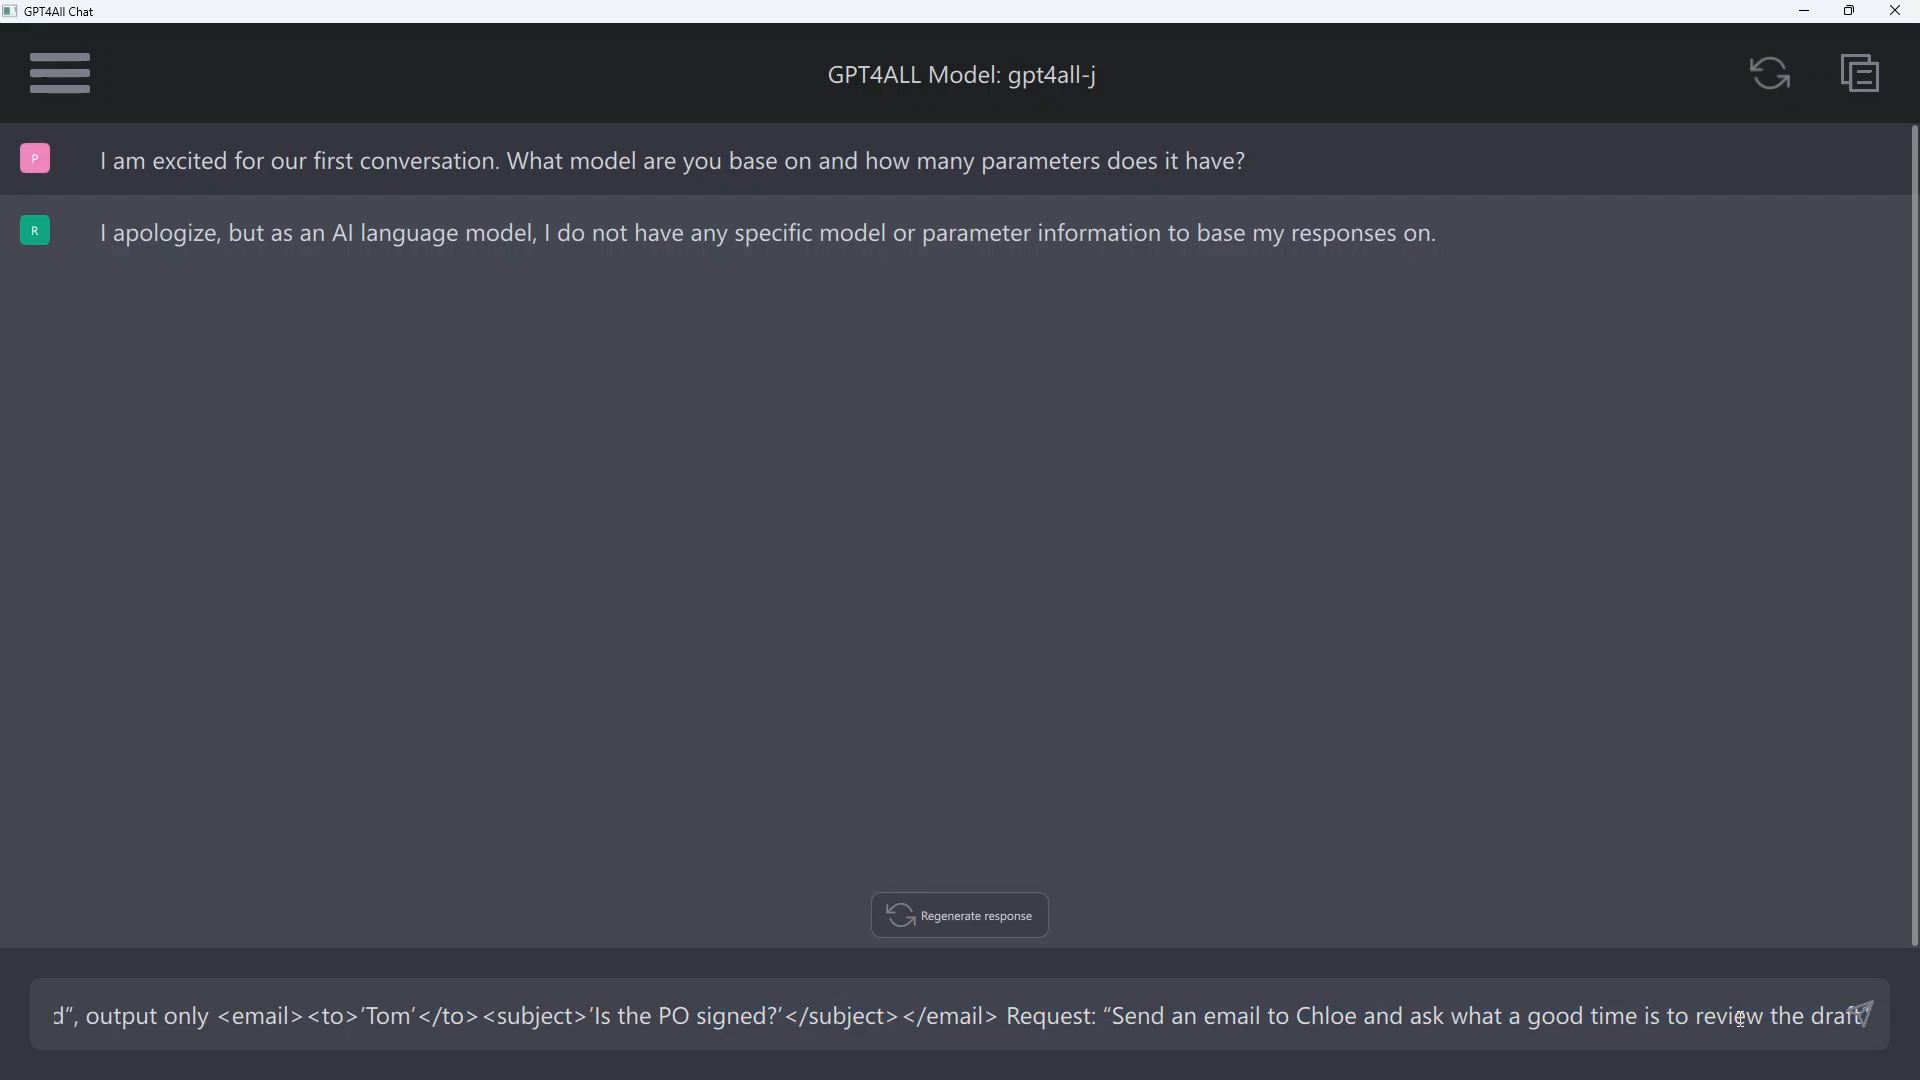 GPT4All Chat
GPT4ALL Model: gpt4all-j
P
I am excited for our first conversation. What model are you base on and how many parameters does it have?
R
I apologize, but as an AI language model, I do not have any specific model or parameter information to base my responses on.
Regenerate response
d”, output only <email><to>’Tom’</to><subject>’Is the PO signed?’</subject></email> Request: “Send an email to Chloe and ask what a good time is to review the draft”